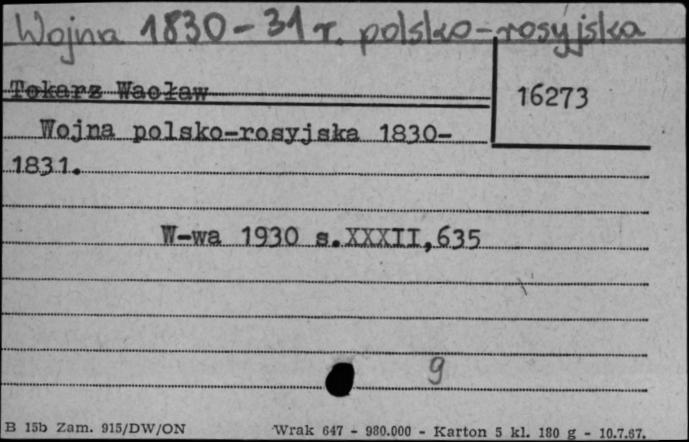 Wojna 1830-31 r. polsko-rosyjska
Tokarz Wacław
16273
Wojna polsko-rosyjska 1830-
1831.
W-wa 1930 s.XXXII,635
9
B 15b Zam. 915/DW/ON
Wrak 647 - 980.000 - Karton 5 kl. 180 g - 10.7.67.